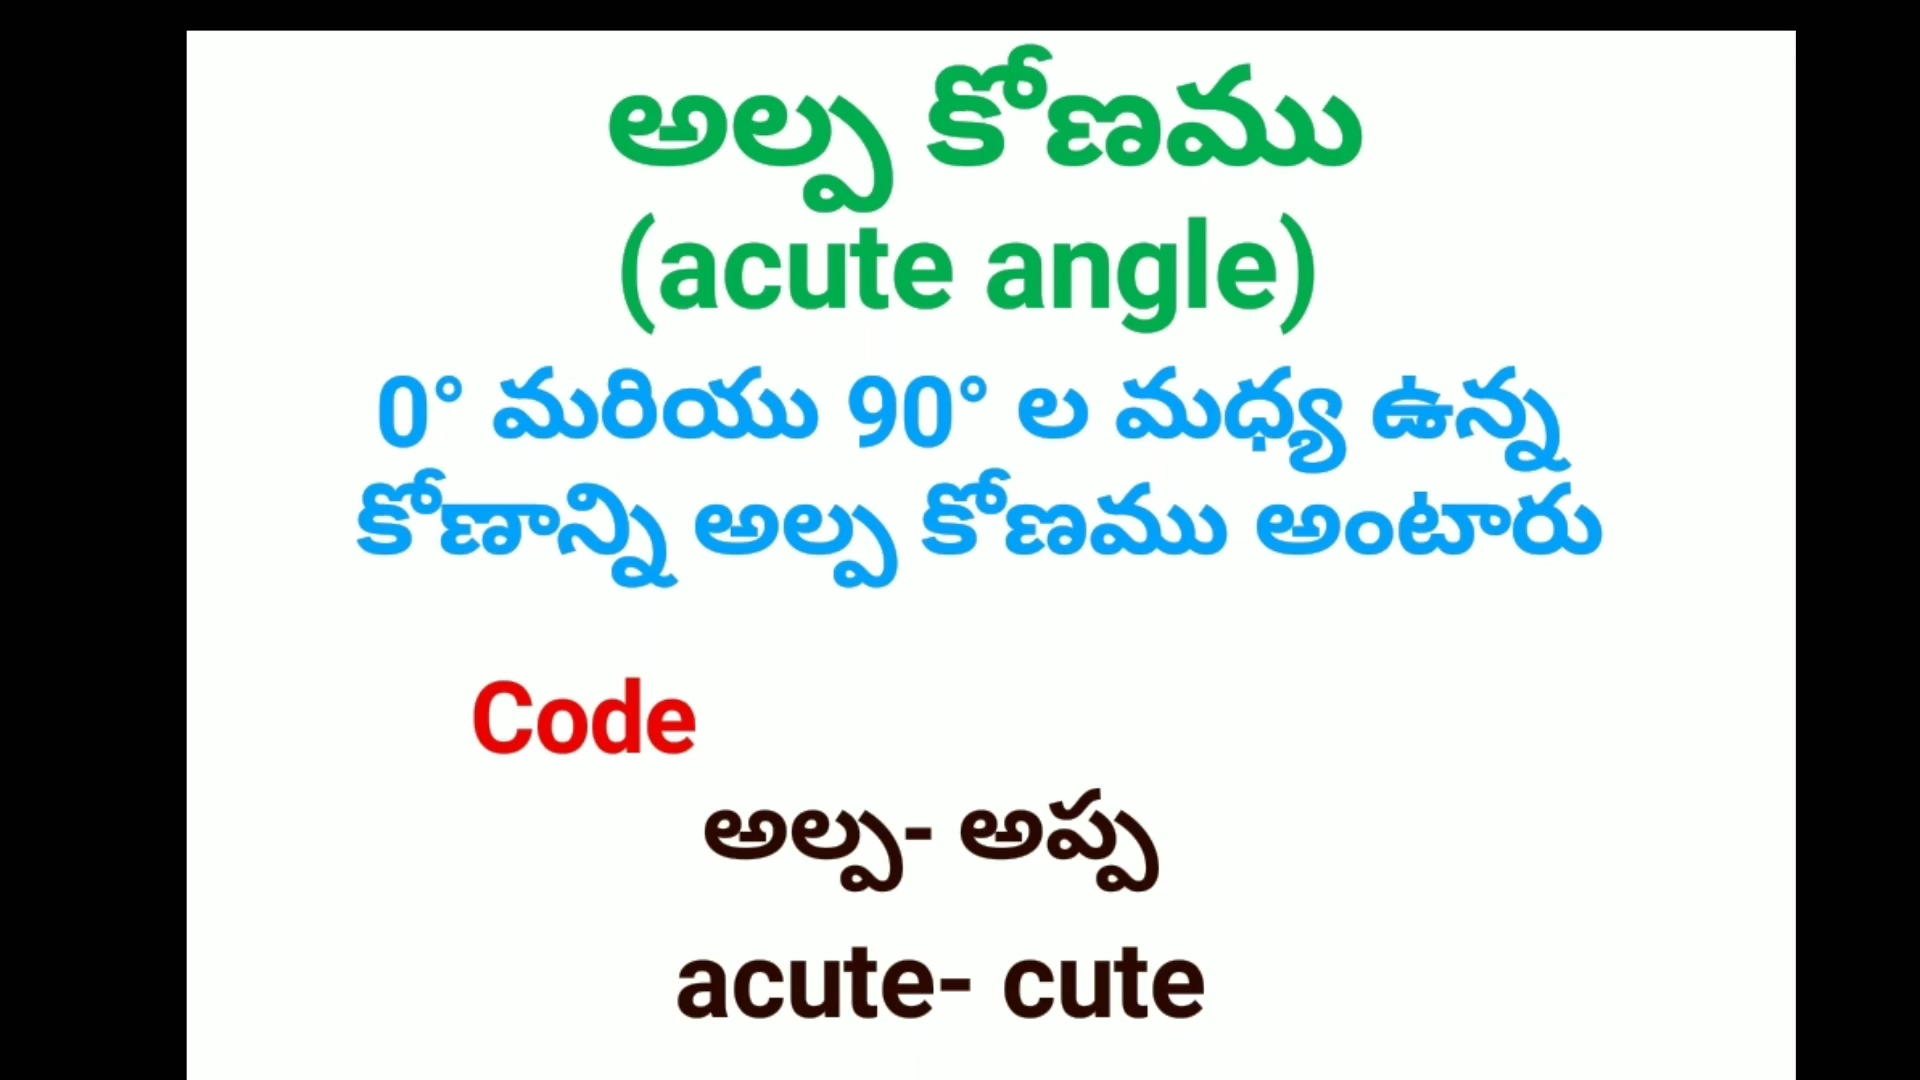 అల్ప కోణము
(acute angle)
0° మరియు 90° ల మధ్య ఉన్న
కోణాన్ని అల్ప కోణము అంటారు
Code
అల్ప- అప్ప
acute- cute